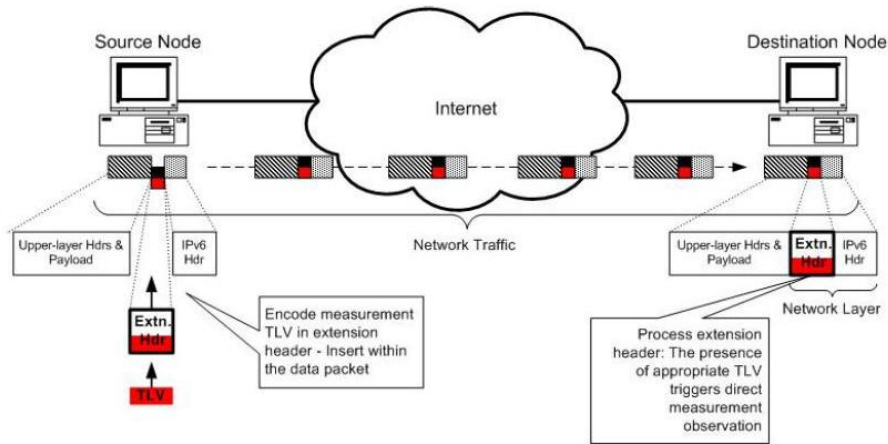 Source Node
Destination Node
Internet
Network Traffic
Upper-layer Hdrs &
Payload
IPv6
Hdr
Extn.
Hdr
TLV
Encode measurement
TLV in extension
header - Insert within
the data packet
Upper-layer Hdrs &
Payload
Extn.
Hdr
IPv6
Hdr
Network Layer
Process extension
header: The presence
of appropriate TLV
triggers direct
measurement
observation